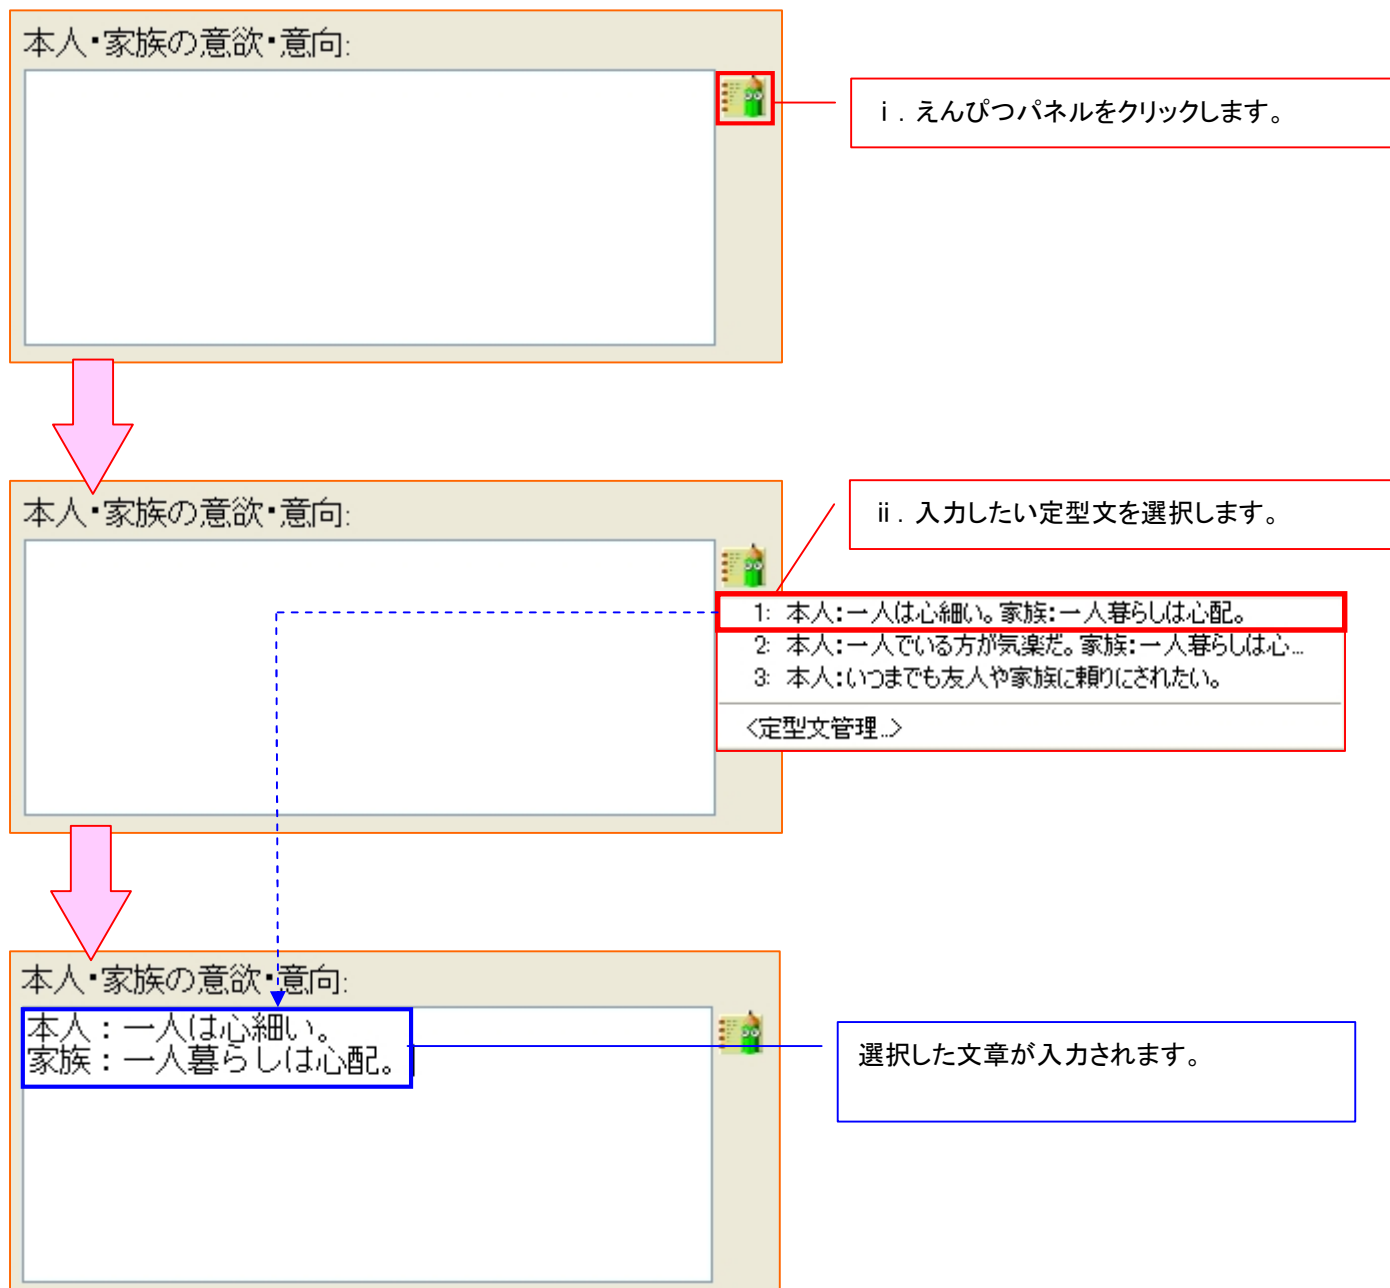 本人・家族の意欲・意向:
ⅰ．えんぴつパネルをクリックします。
本人・家族の意欲・意向:
ⅱ．入力したい定型文を選択します。
1: 本人:一人は心細い。家族:一人暮らしは心配。
2: 本人:一人でいる方が気楽だ。家族:一人暮らしは心...
3: 本人:いつまでも友人や家族に頼りにされたい。
<定型文管理...>
本人・家族の意欲・意向:
本人：一人は心細い。
家族：一人暮らしは心配。
選択した文章が入力されます。